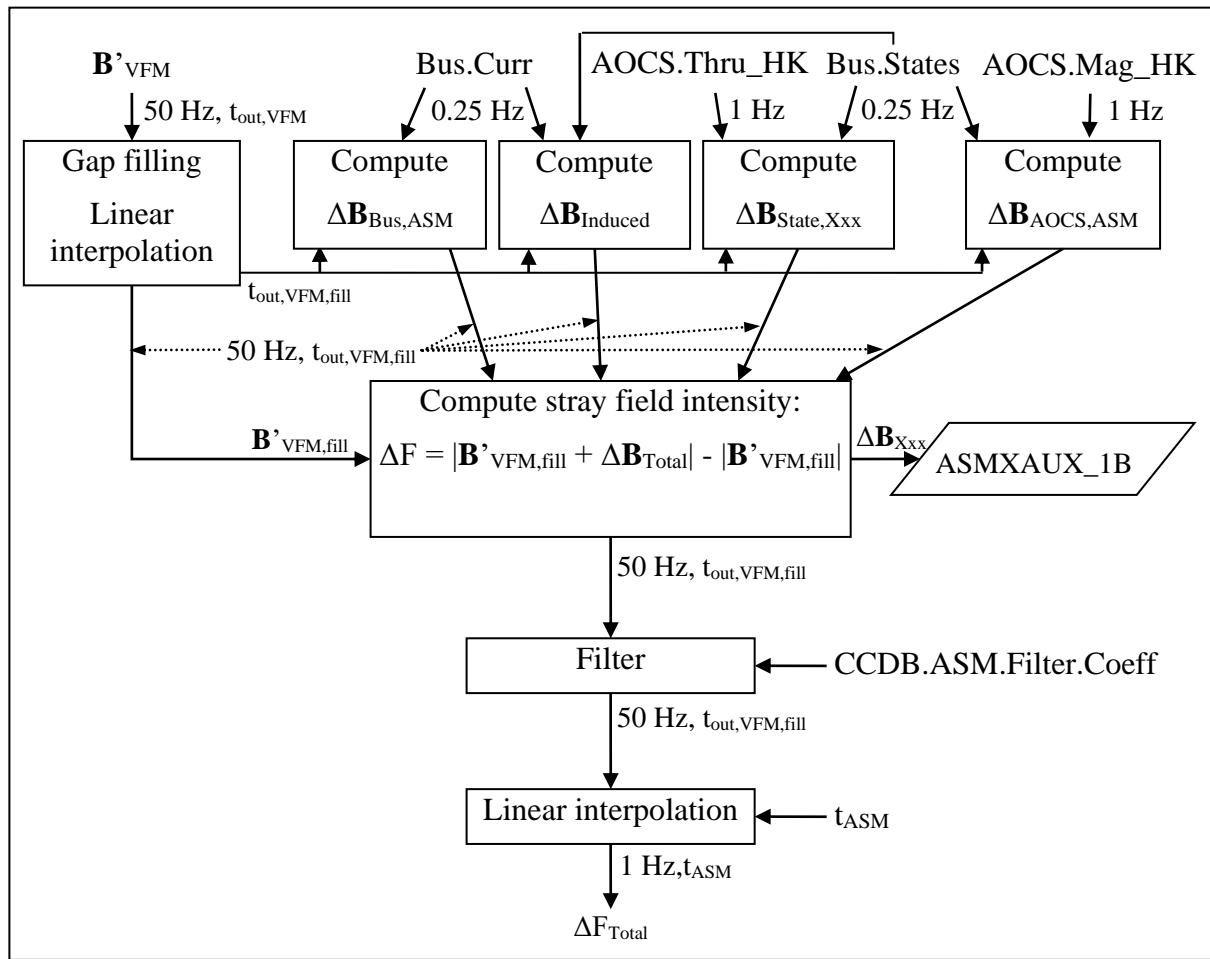 B’VFM
Bus.Curr
AOCS.Thru_HK
Bus.States
AOCS.Mag_HK
50 Hz, tout,VFM
0.25 Hz
1 Hz
0.25 Hz
1 Hz
Gap filling
Linear
interpolation
Compute
ΔBBus,ASM
Compute
ΔBInduced
Compute
ΔBState,Xxx
Compute
ΔBAOCS,ASM
tout,VFM,fill
50 Hz, tout,VFM,fill
B’VFM,fill
Compute stray field intensity:
ΔF = |B’VFM,fill + ΔBTotal| - |B’VFM,fill|
ΔBXxx
ASMXAUX_1B
50 Hz, tout,VFM,fill
Filter
CCDB.ASM.Filter.Coeff
50 Hz, tout,VFM,fill
Linear interpolation
tASM
1 Hz,tASM
ΔFTotal